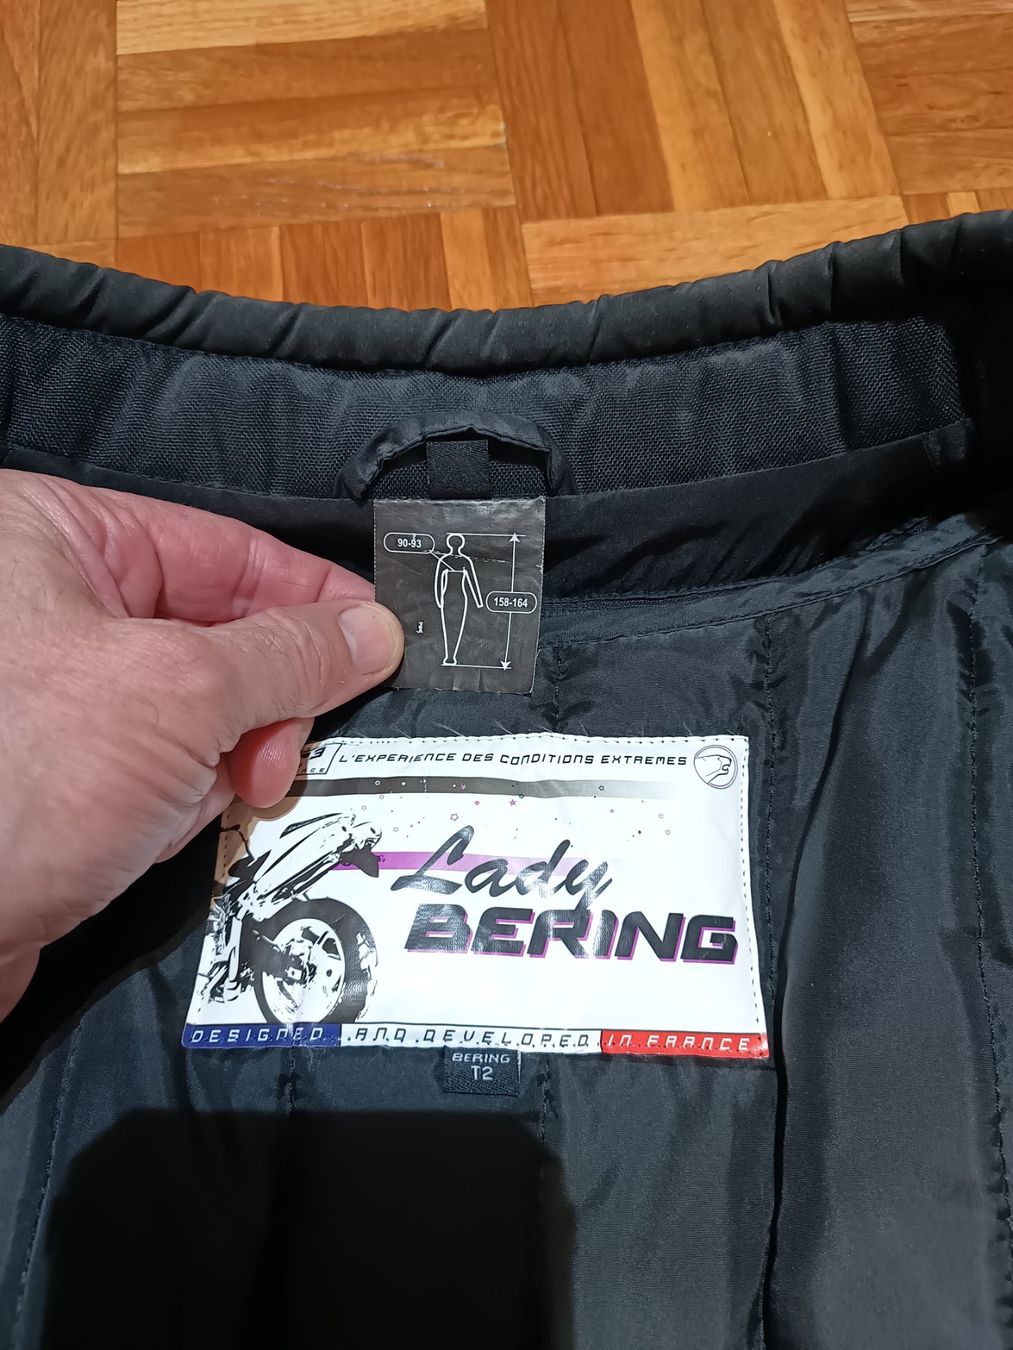 90-93
158-164
L'EXPERIENCE DES CONDITIONS EXTREMES
Lady
BERING
DESIGNED AND DEVELOPED IN FRANCE
BERING
T2